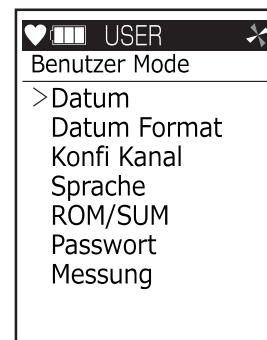 USER
Benutzer Mode
>Datum
Datum Format
Konfi Kanal
Sprache
ROM/SUM
Passwort
Messung